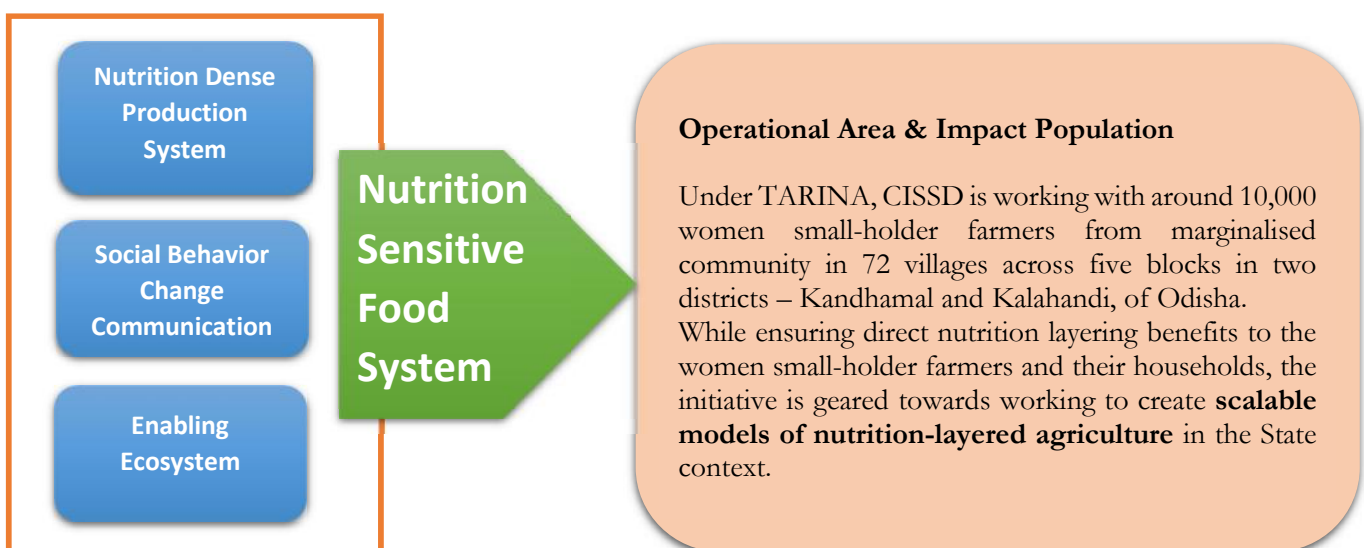 Nutrition Dense
Production
System
Social Behavior
Change
Communication
Enabling
Ecosystem
Nutrition
Sensitive
Food
System
Operational Area & Impact Population
Under TARINA, CISSD is working with around 10,000
women small-holder farmers from marginalised
community in 72 villages across five blocks in two
districts – Kandhamal and Kalahandi, of Odisha.
While ensuring direct nutrition layering benefits to the
women small-holder farmers and their households, the
initiative is geared towards working to create scalable
models of nutrition-layered agriculture in the State
context.